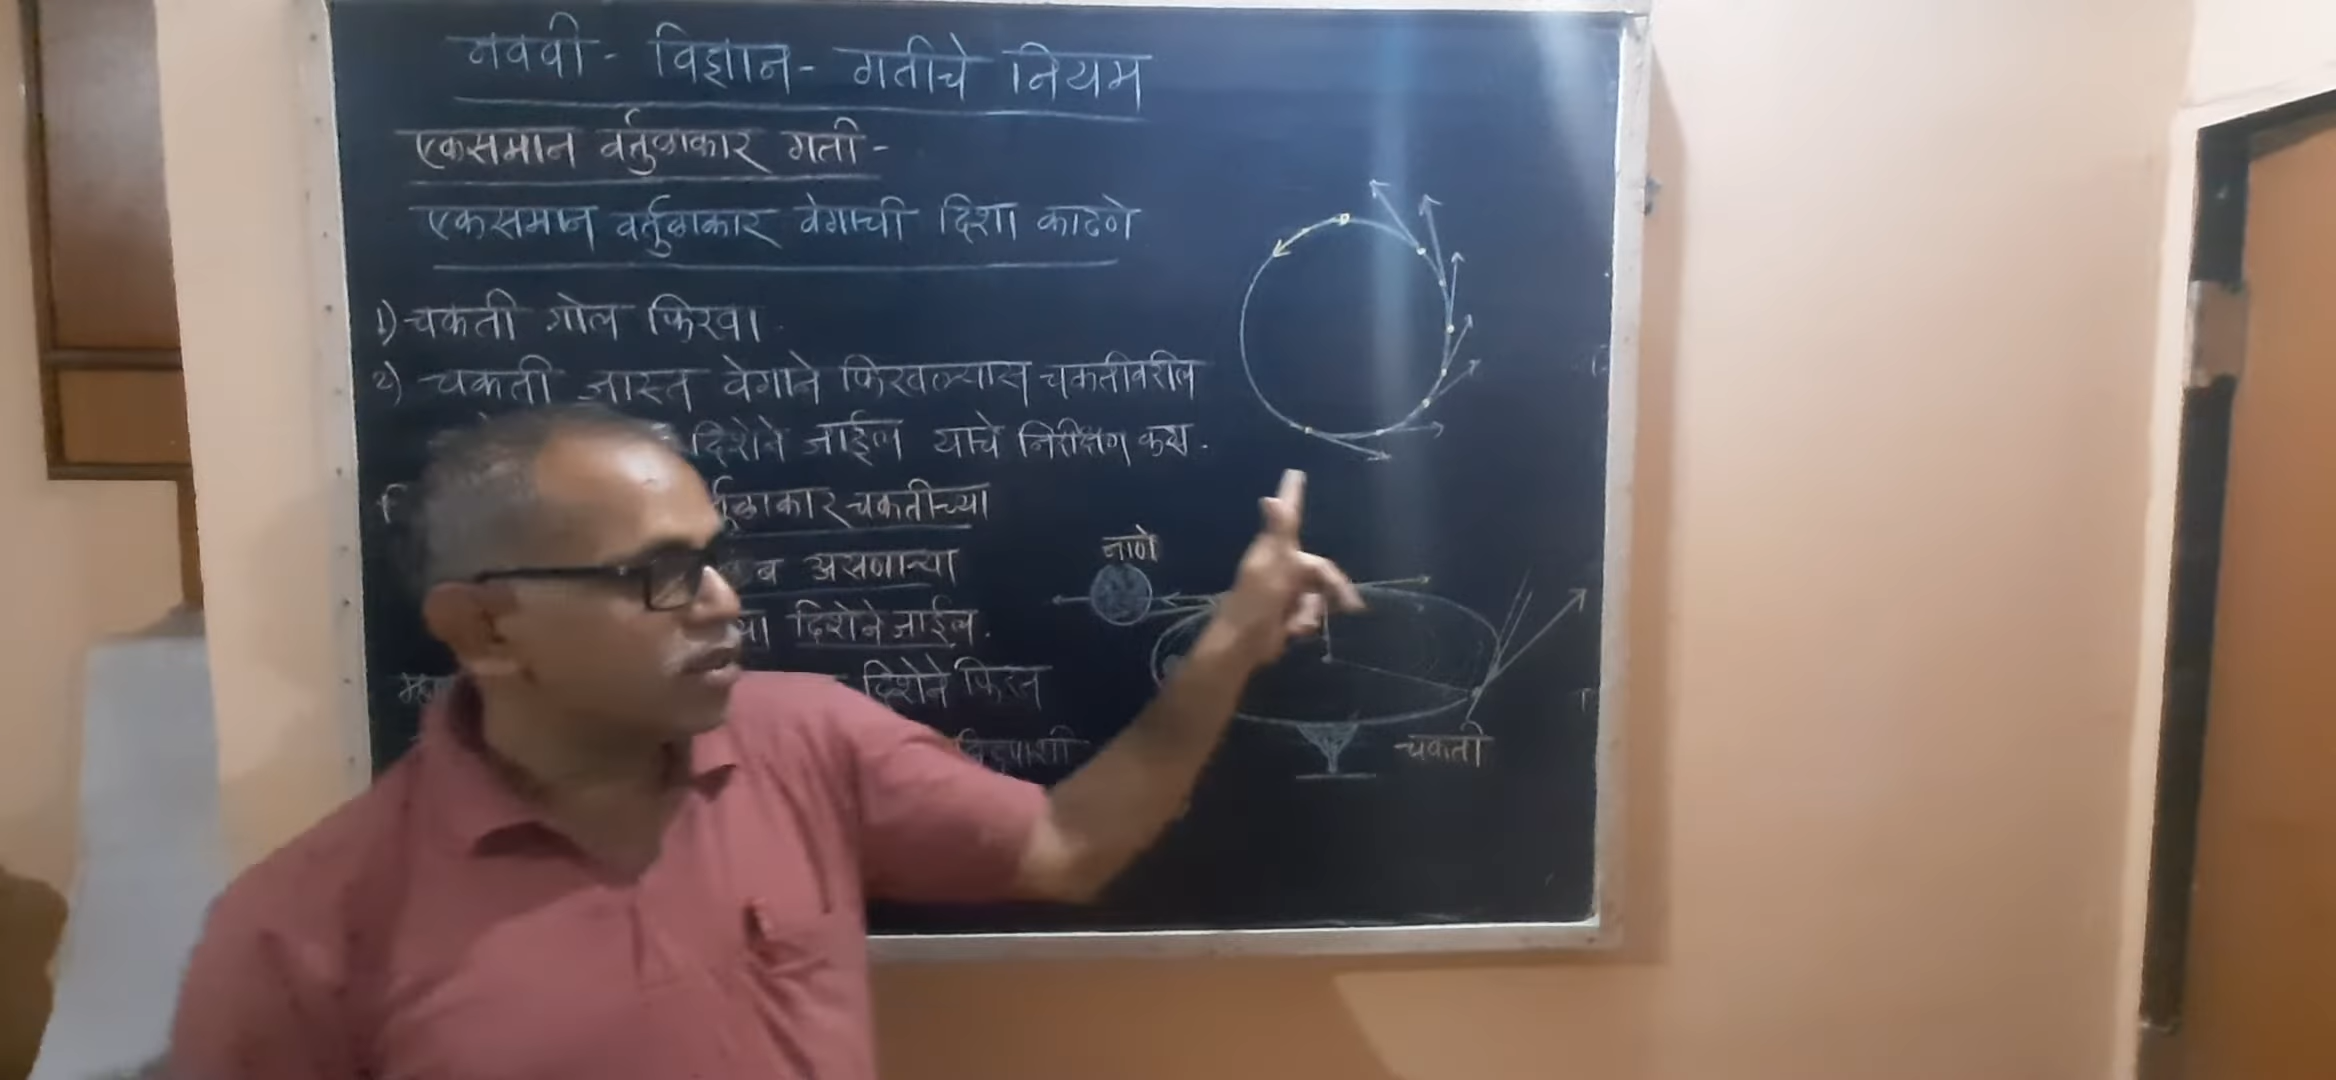 नववी - विज्ञान - गतीचे नियम
एकसमान वर्तुळाकार गती -
एकसमान वर्तुळाकार वेगाची दिशा काढणे
1) चकती गोल फिरवा.
२) चकती जास्त वेगाने फिरवल्यास चकतीवरील
दिशेने जाईल याचे निरीक्षण करा.
चकतीच्या
असणाऱ्या
दिशेने जाईल.
दिशेने फिरत
नाणे
चकती